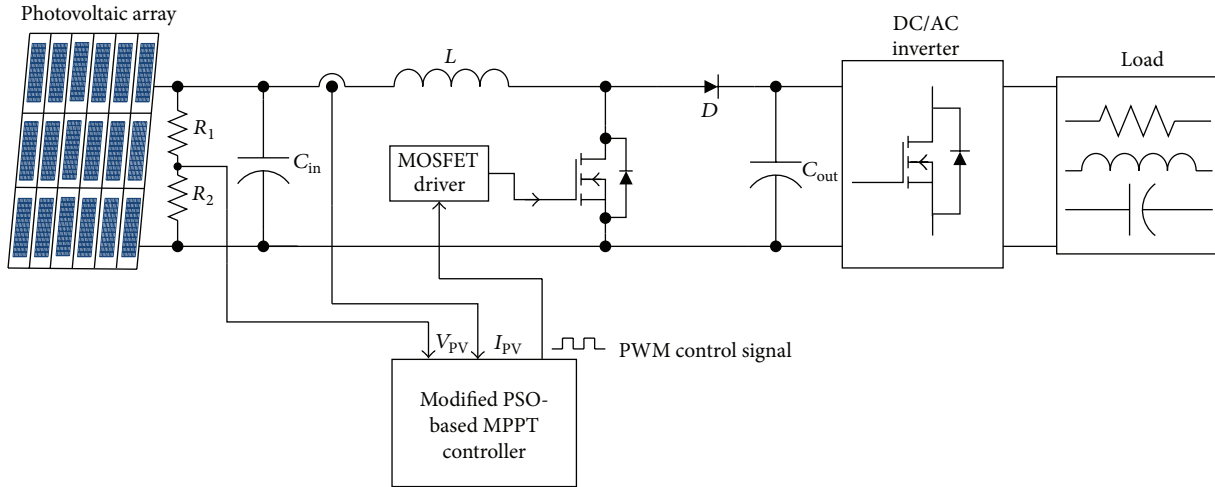 Photovoltaic array
DC/AC
inverter
Load
L
D
R1
R2
Cin
MOSFET
driver
Cout
VPV
IPV
PWM control signal
Modified PSO-
based MPPT
controller